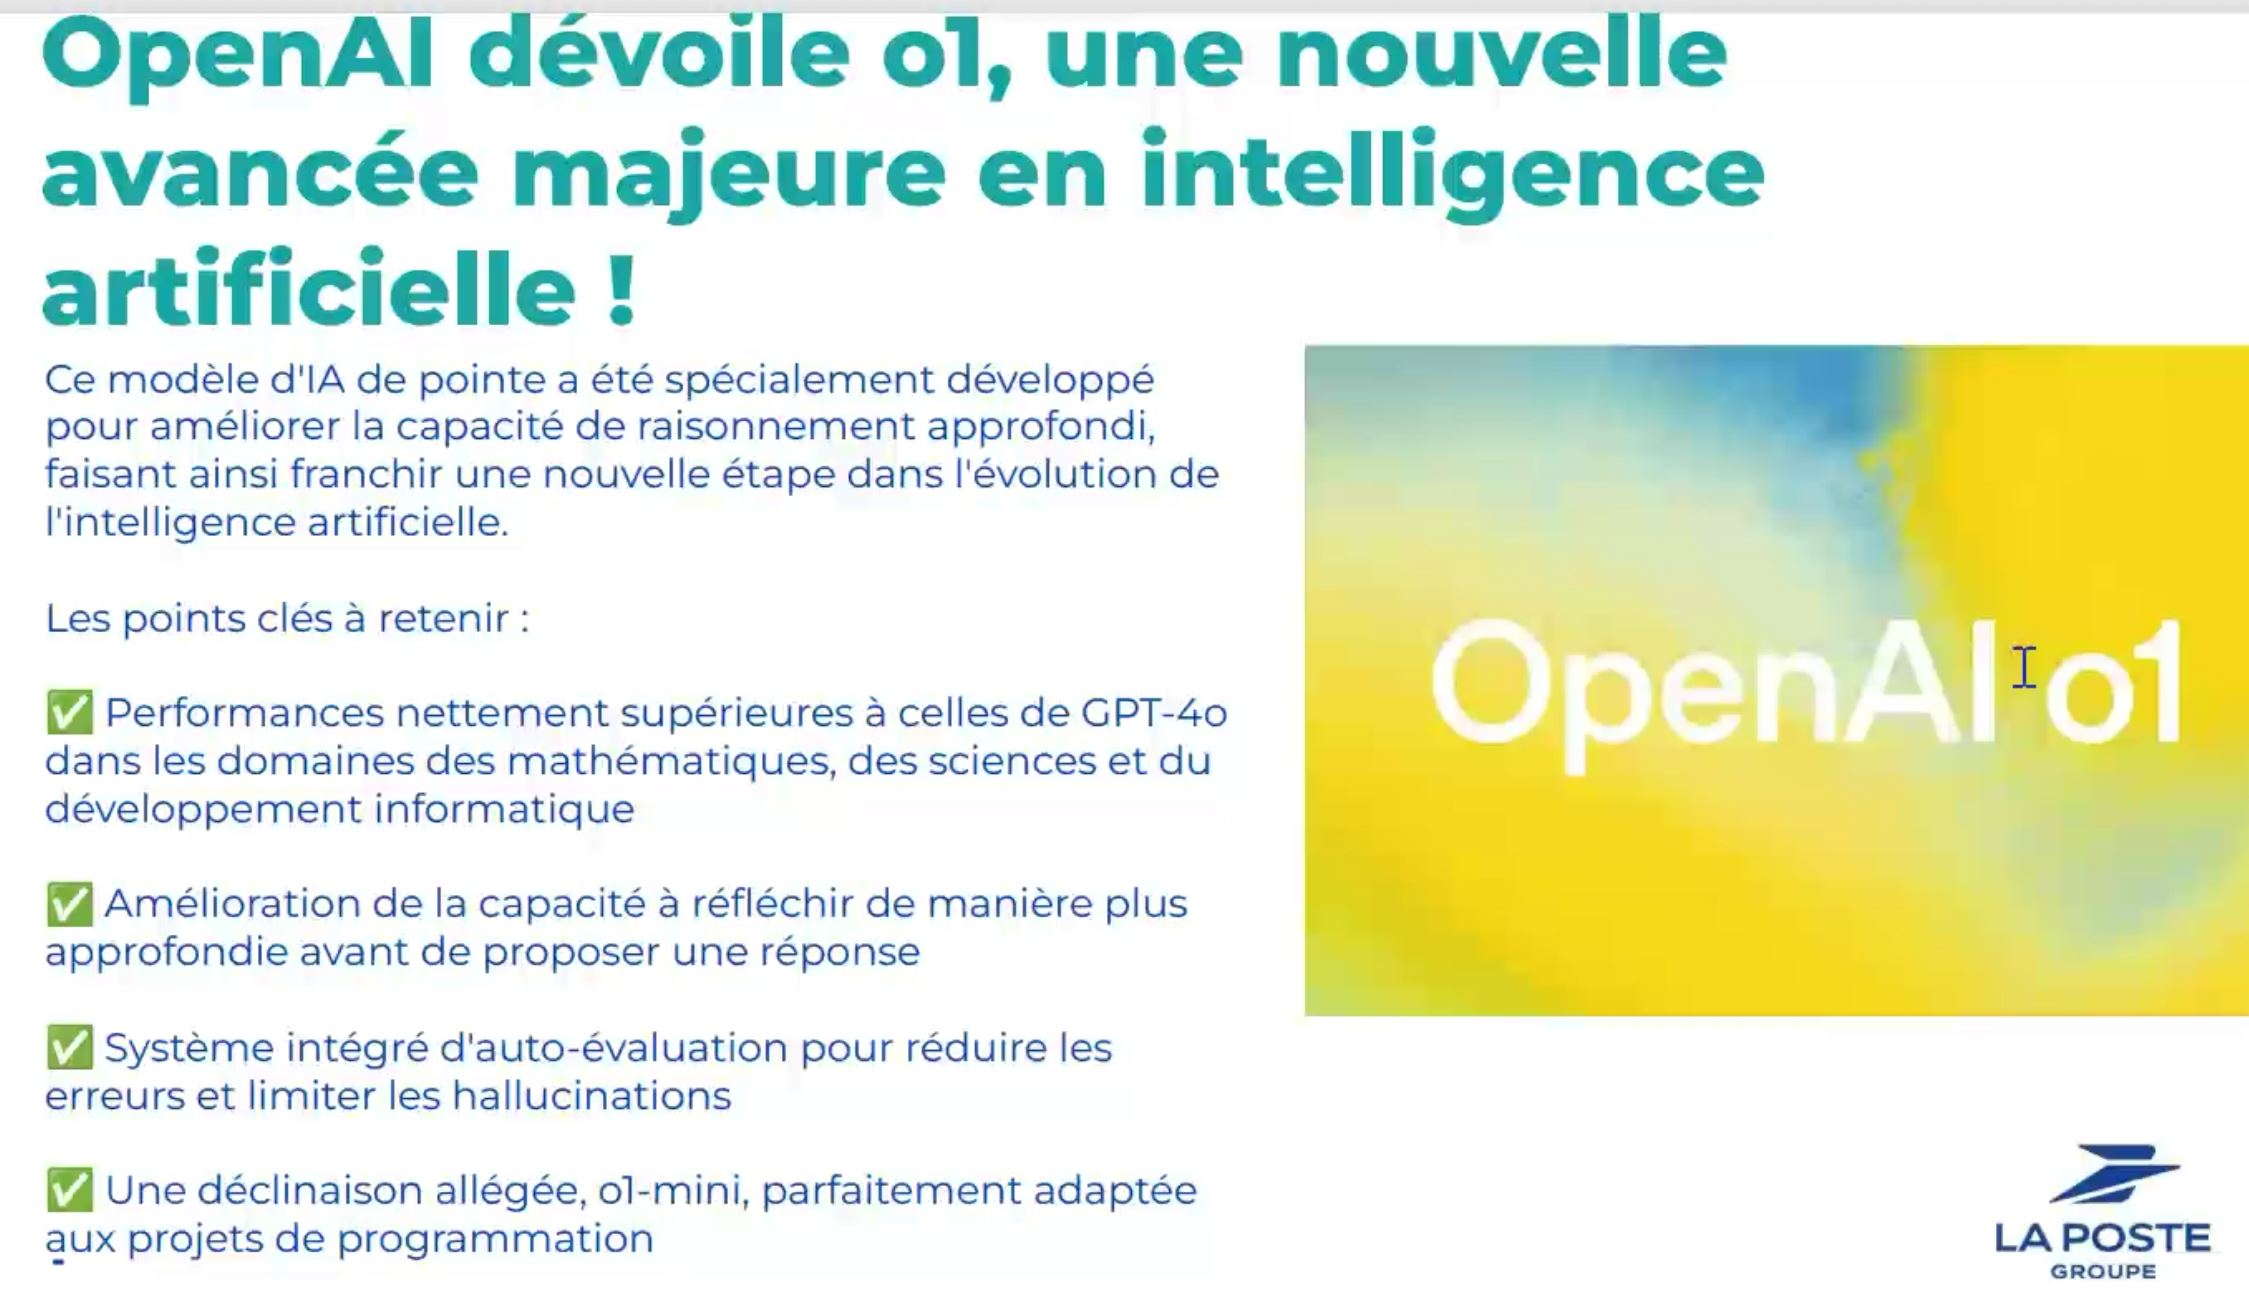 OpenAI dévoile o1, une nouvelle
avancée majeure en intelligence
artificielle !
Ce modèle d'IA de pointe a été spécialement développé
pour améliorer la capacité de raisonnement approfondi,
faisant ainsi franchir une nouvelle étape dans l'évolution de
l'intelligence artificielle.
Les points clés à retenir :
✅ Performances nettement supérieures à celles de GPT-4o
dans les domaines des mathématiques, des sciences et du
développement informatique
✅ Amélioration de la capacité à réfléchir de manière plus
approfondie avant de proposer une réponse
✅ Système intégré d'auto-évaluation pour réduire les
erreurs et limiter les hallucinations
✅ Une déclinaison allégée, o1-mini, parfaitement adaptée
aux projets de programmation
OpenAI o1
LA POSTE
GROUPE